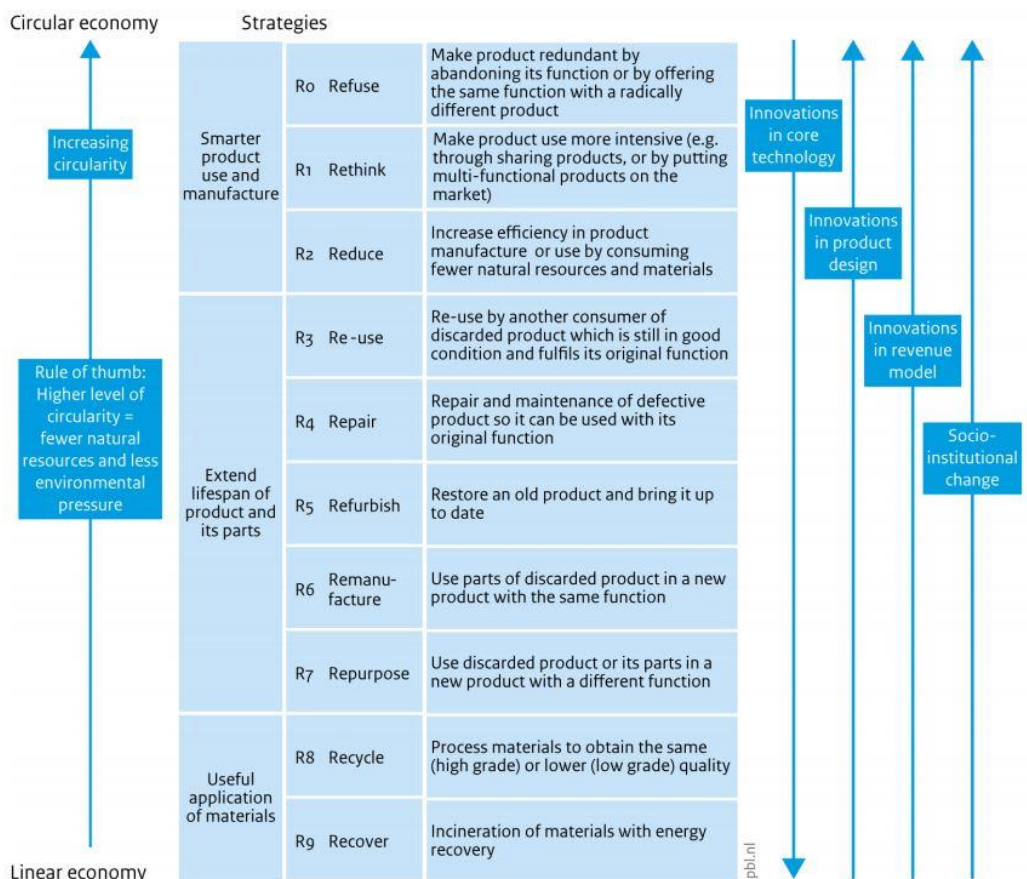 Circular economy
Strategies
Increasing
circularity
Rule of thumb:
Higher level of
circularity =
fewer natural
resources and less
environmental
pressure
Linear economy
Smarter
product
use and
manufacture
Ro Refuse
Make product redundant by
abandoning its function or by offering
the same function with a radically
different product
R1 Rethink
Make product use more intensive (e.g.
through sharing products, or by putting
multi-functional products on the
market)
R2 Reduce
Increase efficiency in product
manufacture or use by consuming
fewer natural resources and materials
Extend
lifespan of
product and
its parts
R3 Re-use
Re-use by another consumer of
discarded product which is still in good
condition and fulfils its original function
R4 Repair
Repair and maintenance of defective
product so it can be used with its
original function
R5 Refurbish
Restore an old product and bring it up
to date
R6 Remanu-
facture
Use parts of discarded product in a new
product with the same function
R7 Repurpose
Use discarded product or its parts in a
new product with a different function
Useful
application
of materials
R8 Recycle
Process materials to obtain the same
(high grade) or lower (low grade) quality
R9 Recover
Incineration of materials with energy
recovery
pbl.nl
Innovations
in core
technology
Innovations
in product
design
Innovations
in revenue
model
Socio-
institutional
change